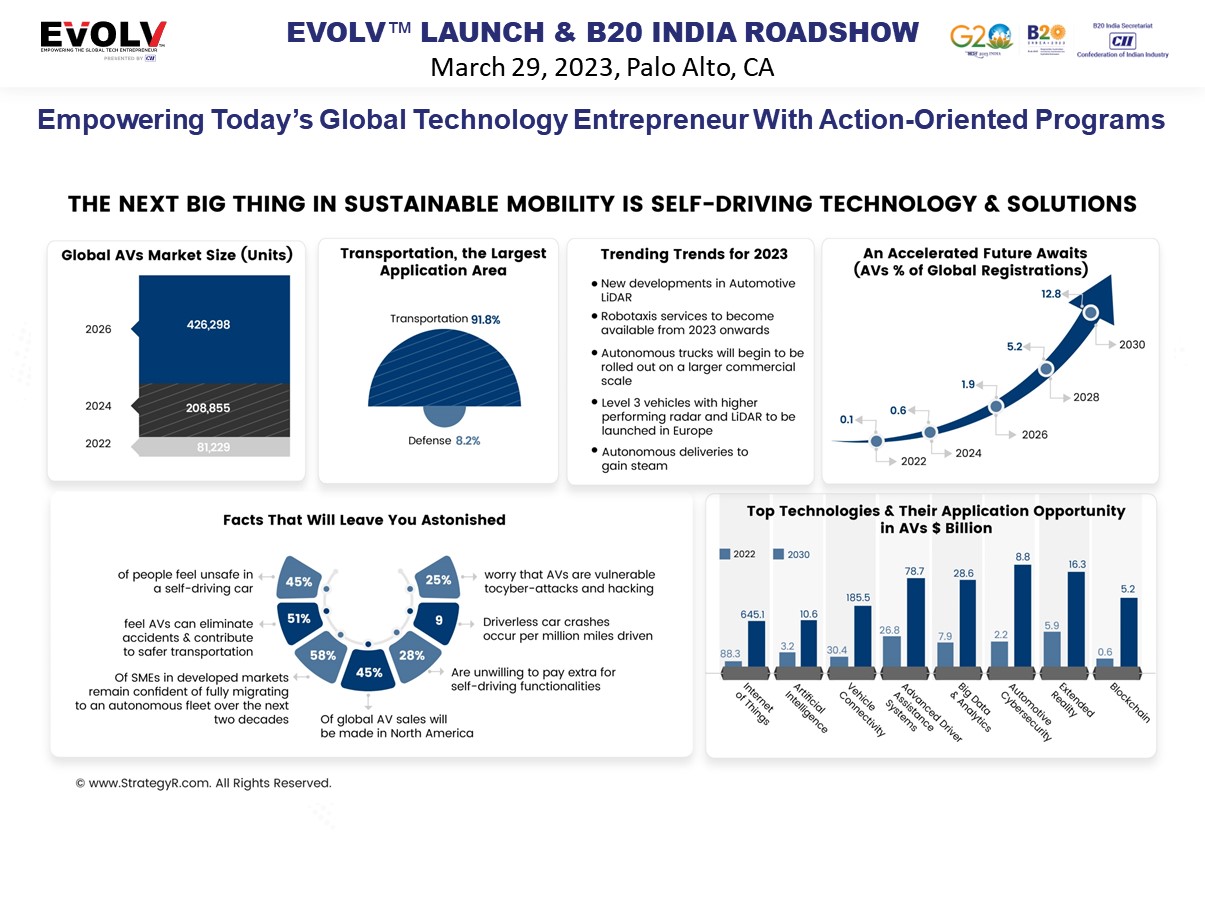 EVOLV™
EMPOWERING THE GLOBAL TECH ENTREPRENEUR
PRESENTED BY CII
EVOLV™ LAUNCH & B20 INDIA ROADSHOW
March 29, 2023, Palo Alto, CA
G20
B20
B20 India Secretariat
CII
Confederation of Indian Industry
Empowering Today's Global Technology Entrepreneur With Action-Oriented Programs
THE NEXT BIG THING IN SUSTAINABLE MOBILITY IS SELF-DRIVING TECHNOLOGY & SOLUTIONS
Global AVs Market Size (Units)
2026
426,298
2024
208,855
2022
81,229
Transportation, the Largest
Application Area
Transportation 91.8%
Defense 8.2%
Trending Trends for 2023
• New developments in Automotive
LiDAR
• Robotaxis services to become
available from 2023 onwards
• Autonomous trucks will begin to be
rolled out on a larger commercial
scale
• Level 3 vehicles with higher
performing radar and LiDAR to be
launched in Europe
• Autonomous deliveries to
gain steam
An Accelerated Future Awaits
(AVs % of Global Registrations)
12.8
2030
5.2
2028
1.9
2026
0.6
2024
0.1
2022
Facts That Will Leave You Astonished
of people feel unsafe in
a self-driving car
45%
feel AVs can eliminate
accidents & contribute
to safer transportation
51%
Of SMEs in developed markets
remain confident of fully migrating
to an autonomous fleet over the next
two decades
58%
45%
Of global AV sales will
be made in North America
28%
Are unwilling to pay extra for
self-driving functionalities
9
Driverless car crashes
occur per million miles driven
25%
worry that AVs are vulnerable
tocyber-attacks and hacking
Top Technologies & Their Application Opportunity
in AVs $ Billion
2022
2030
88.3
645.1
3.2
10.6
30.4
185.5
26.8
78.7
7.9
28.6
2.2
8.8
5.9
16.3
0.6
5.2
Internet
of Things
Artificial
Intelligence
Vehicle
Connectivity
Advanced Driver
Assistance
Systems
Big Data
& Analytics
Automotive
Cybersecurity
Extended
Reality
Blockchain
© www.StrategyR.com. All Rights Reserved.